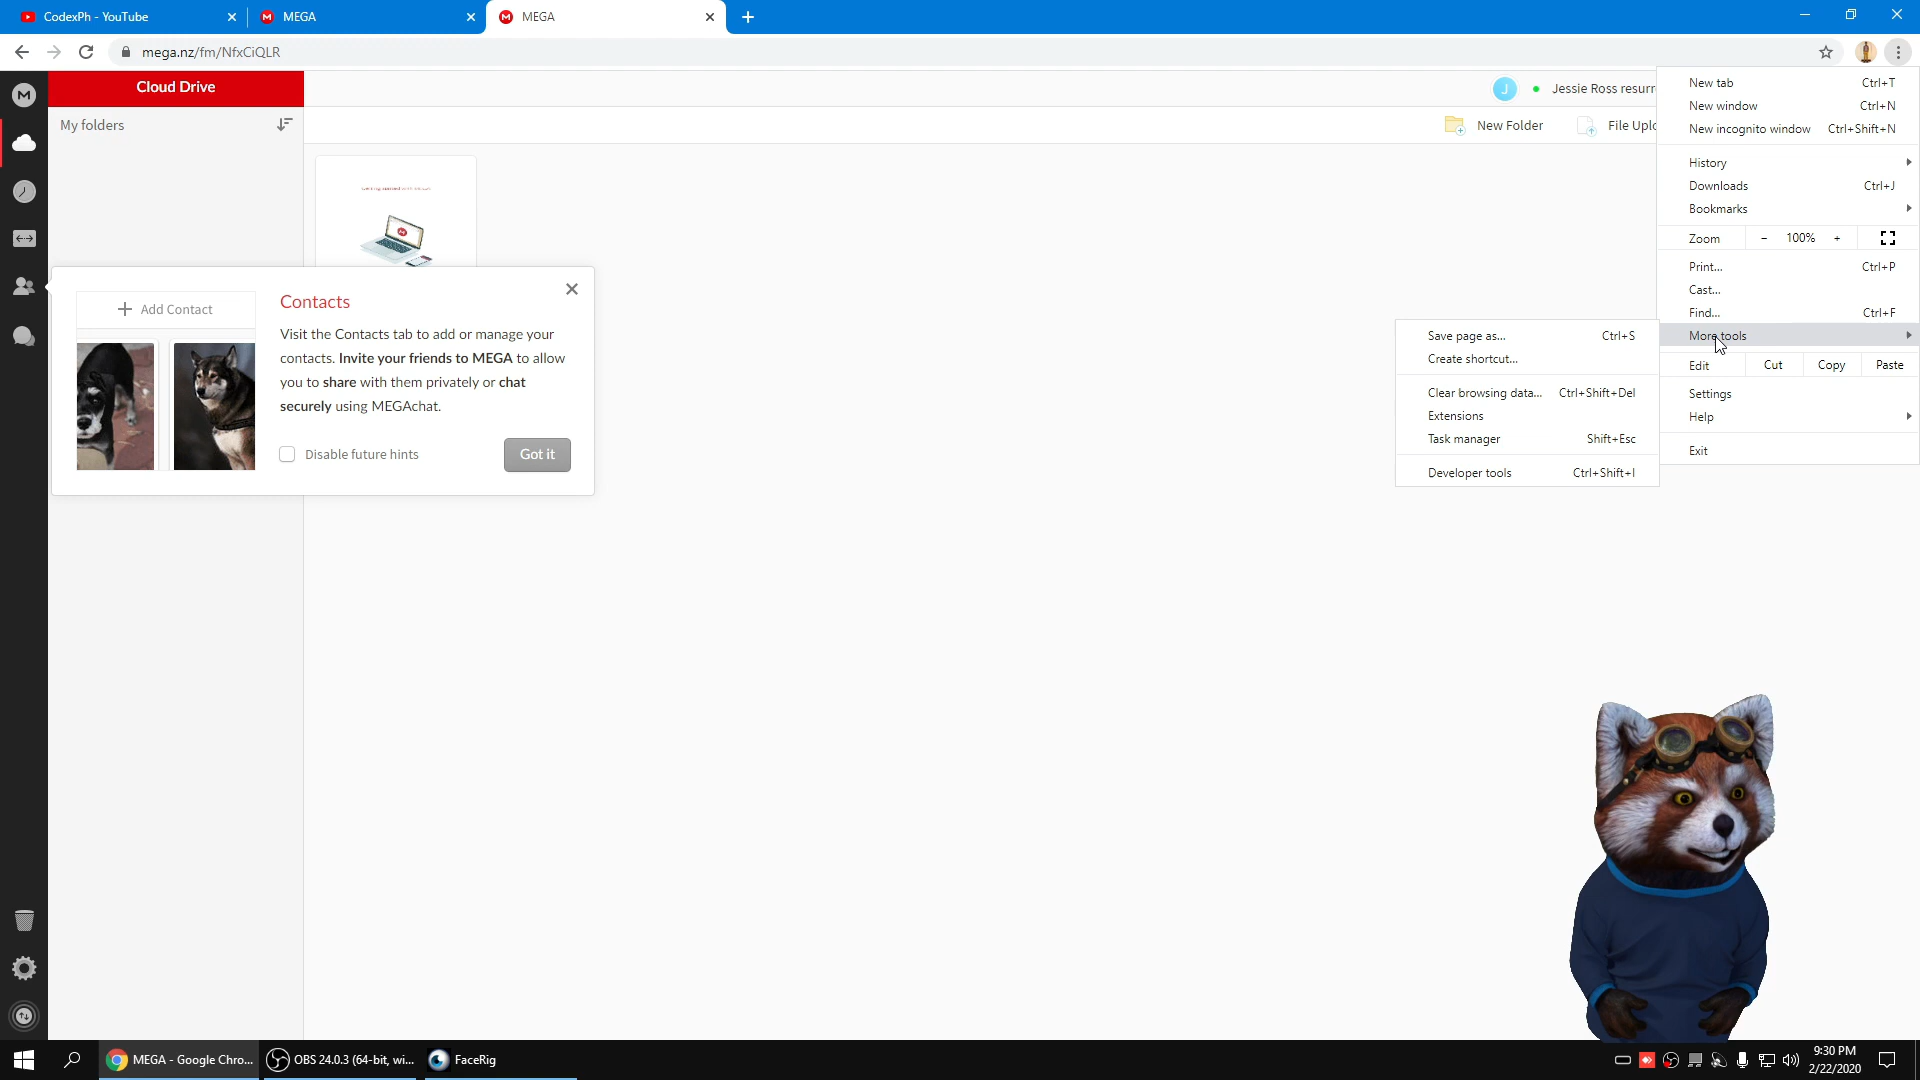 CodexPh - YouTube
MEGA
MEGA
mega.nz/fm/NfxCiQLR
Cloud Drive
J
Jessie Ross resurr
My folders
New Folder
File Uplo
New tab Ctrl+T
New window Ctrl+N
New incognito window Ctrl+Shift+N
History
Downloads Ctrl+J
Bookmarks
Zoom - 100% +
Print... Ctrl+P
Cast...
Find... Ctrl+F
More tools
Edit Cut Copy Paste
Settings
Help
Exit
Save page as... Ctrl+S
Create shortcut...
Clear browsing data... Ctrl+Shift+Del
Extensions
Task manager Shift+Esc
Developer tools Ctrl+Shift+I
Add Contact
Contacts
Visit the Contacts tab to add or manage your
contacts. Invite your friends to MEGA to allow
you to share with them privately or chat
securely using MEGAchat.
Disable future hints
Got it
MEGA - Google Chro...
OBS 24.0.3 (64-bit, wi...
FaceRig
9:30 PM
2/22/2020